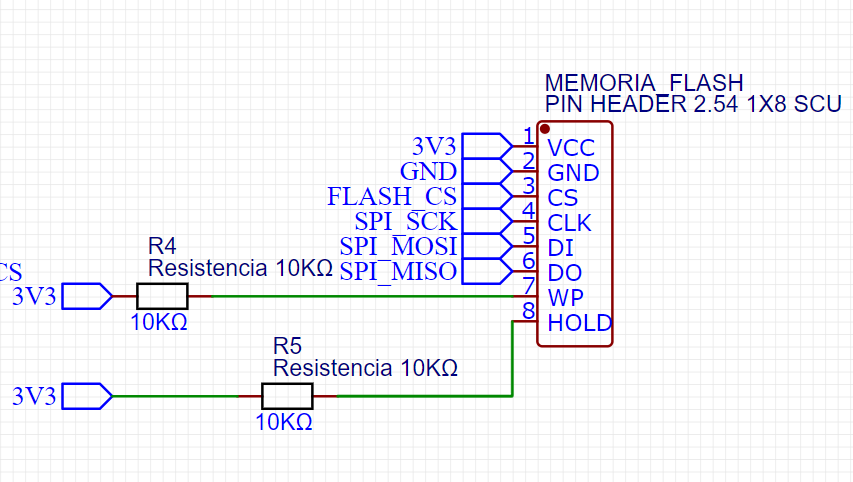 MEMORIA_FLASH
PIN HEADER 2.54 1X8 SCU
3V3 1 VCC
GND 2 GND
FLASH_CS 3 CS
SPI_SCK 4 CLK
SPI_MOSI 5 DI
SPI_MISO 6 DO
7 WP
8 HOLD
R4
Resistencia 10KΩ
CS
3V3
10KΩ
R5
Resistencia 10KΩ
3V3
10KΩ